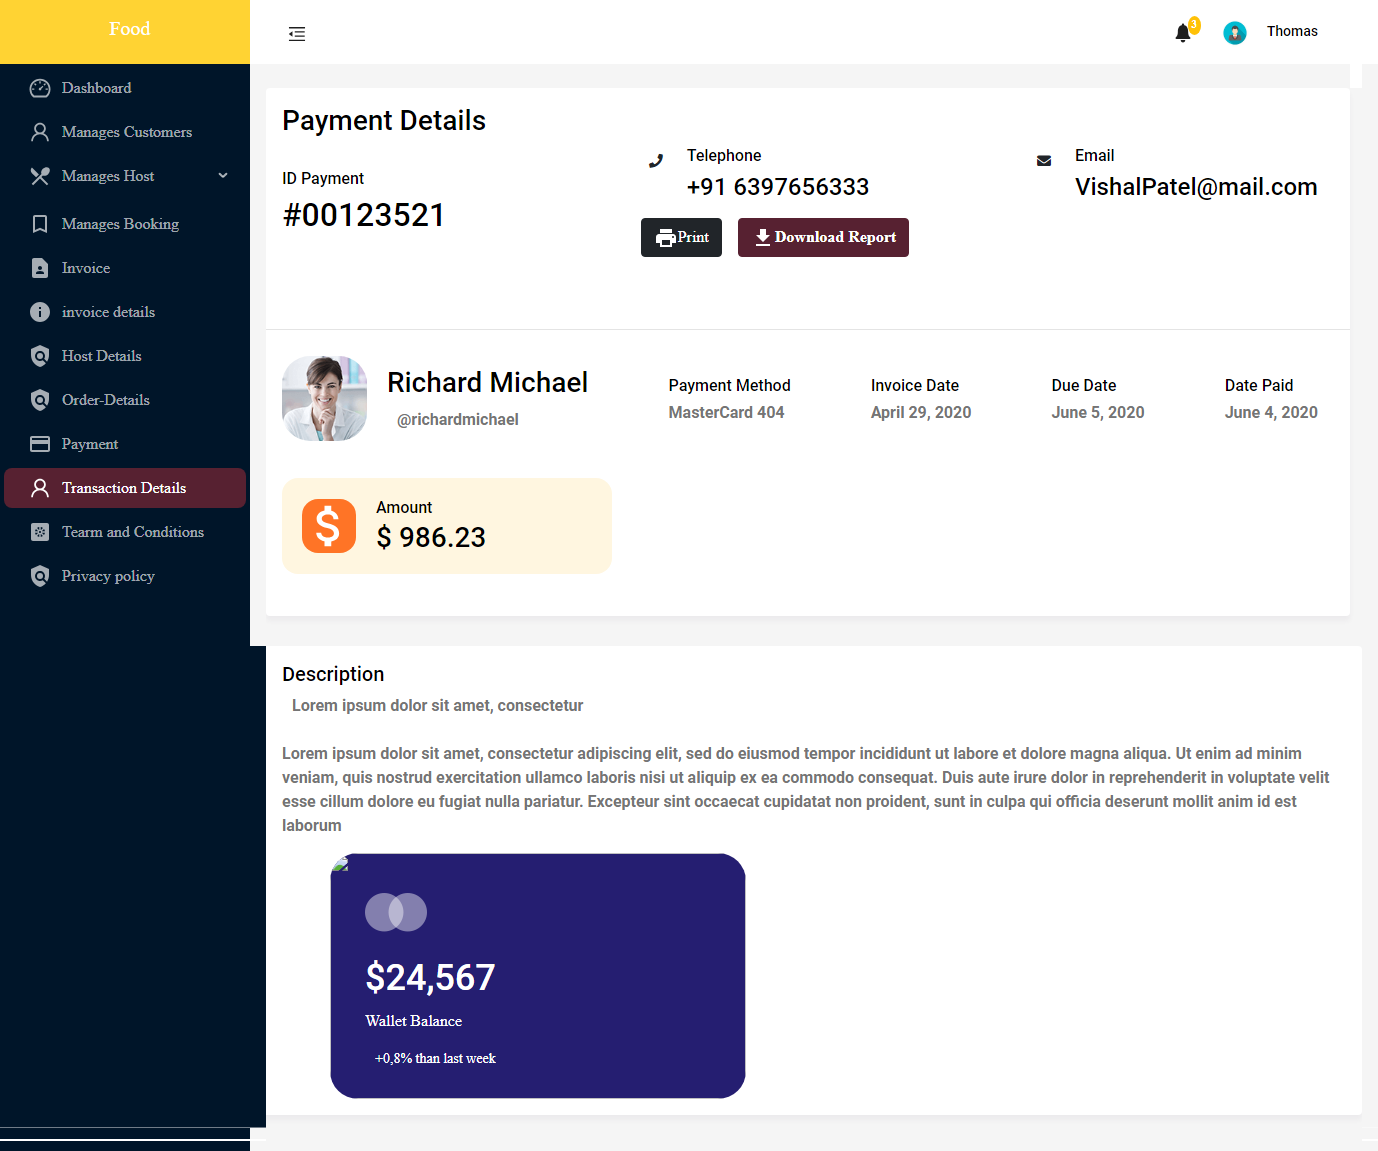 Food
3
Thomas
Dashboard
Manages Customers
Manages Host
Manages Booking
Invoice
invoice details
Host Details
Order-Details
Payment
Transaction Details
Tearm and Conditions
Privacy policy
Payment Details
ID Payment
#00123521
Telephone
+91 6397656333
Email
VishalPatel@mail.com
Print
Download Report
Richard Michael
@richardmichael
Payment Method
MasterCard 404
Invoice Date
April 29, 2020
Due Date
June 5, 2020
Date Paid
June 4, 2020
Amount
$ 986.23
Description
Lorem ipsum dolor sit amet, consectetur
Lorem ipsum dolor sit amet, consectetur adipiscing elit, sed do eiusmod tempor incididunt ut labore et dolore magna aliqua. Ut enim ad minim
veniam, quis nostrud exercitation ullamco laboris nisi ut aliquip ex ea commodo consequat. Duis aute irure dolor in reprehenderit in voluptate velit
esse cillum dolore eu fugiat nulla pariatur. Excepteur sint occaecat cupidatat non proident, sunt in culpa qui officia deserunt mollit anim id est
laborum
$24,567
Wallet Balance
+0,8% than last week